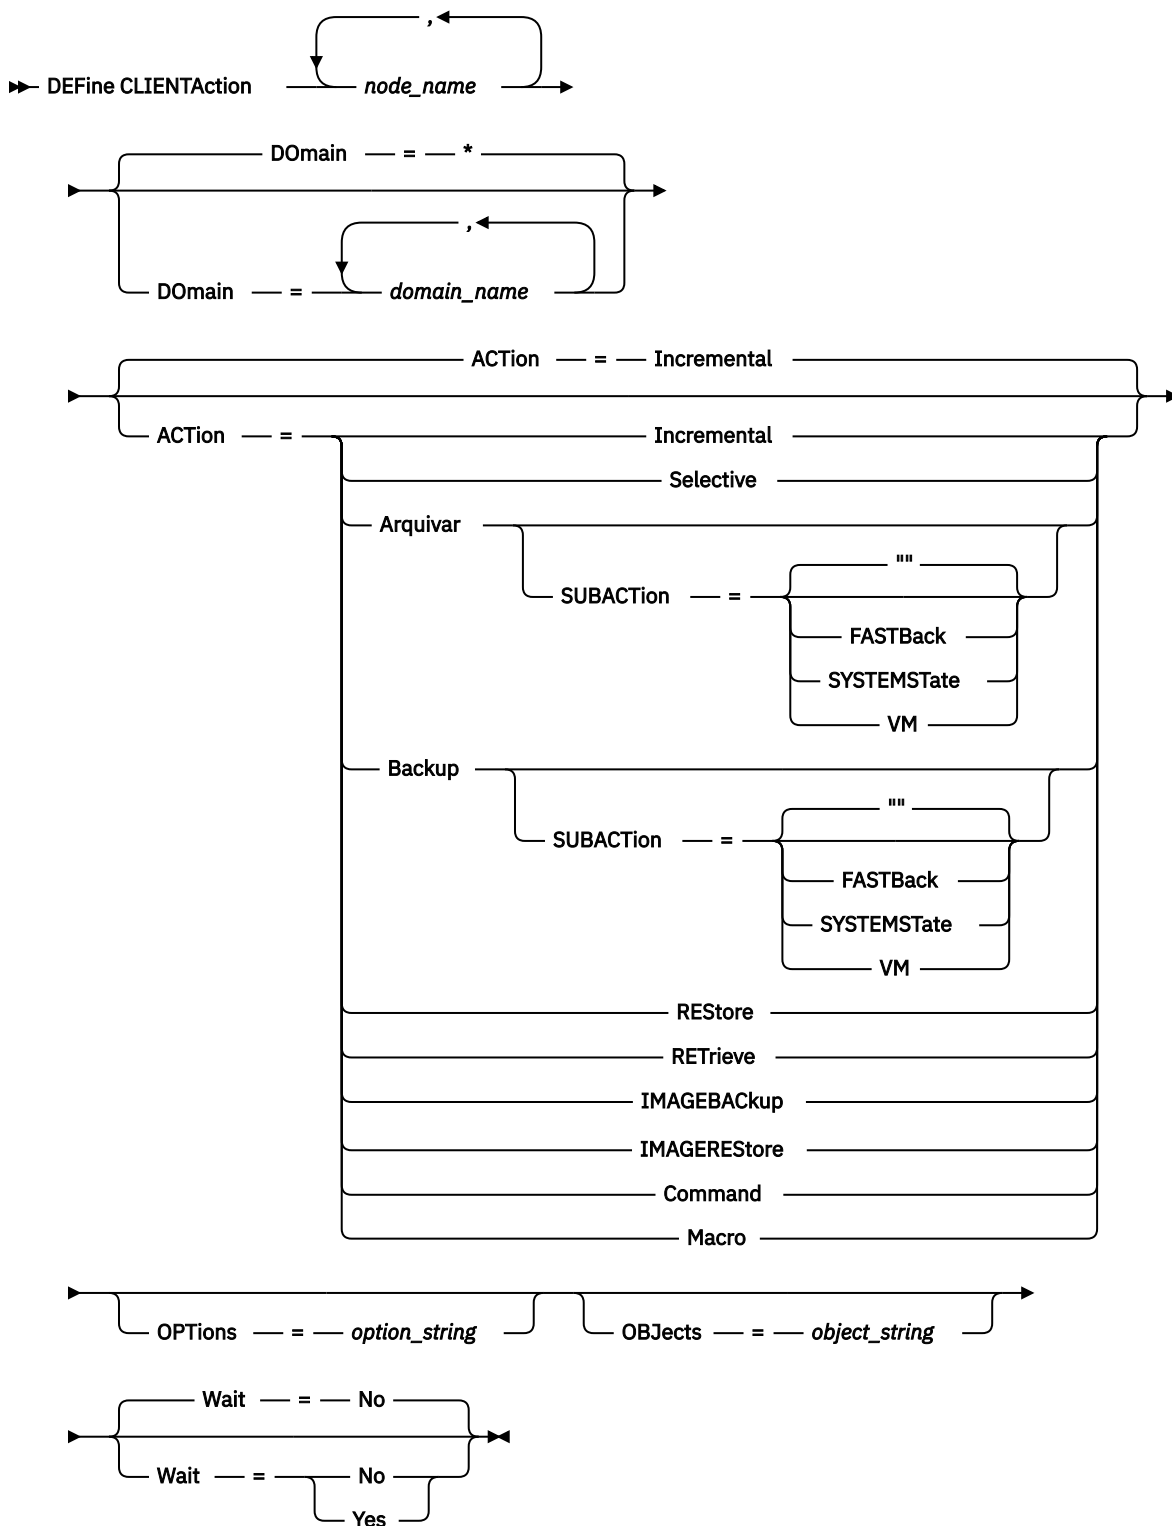 ,
DEFine CLIENTAction node_name
DOmain = *
,
DOmain = domain_name
ACTion = Incremental
ACTion = Incremental
Selective
Arquivar
""
SUBACTion =
FASTBack
SYSTEMSTate
VM
Backup
""
SUBACTion =
FASTBack
SYSTEMSTate
VM
REStore
RETrieve
IMAGEBACkup
IMAGEREStore
Command
Macro
OPTions = option_string OBJects = object_string
Wait = No
Wait = No
Yes